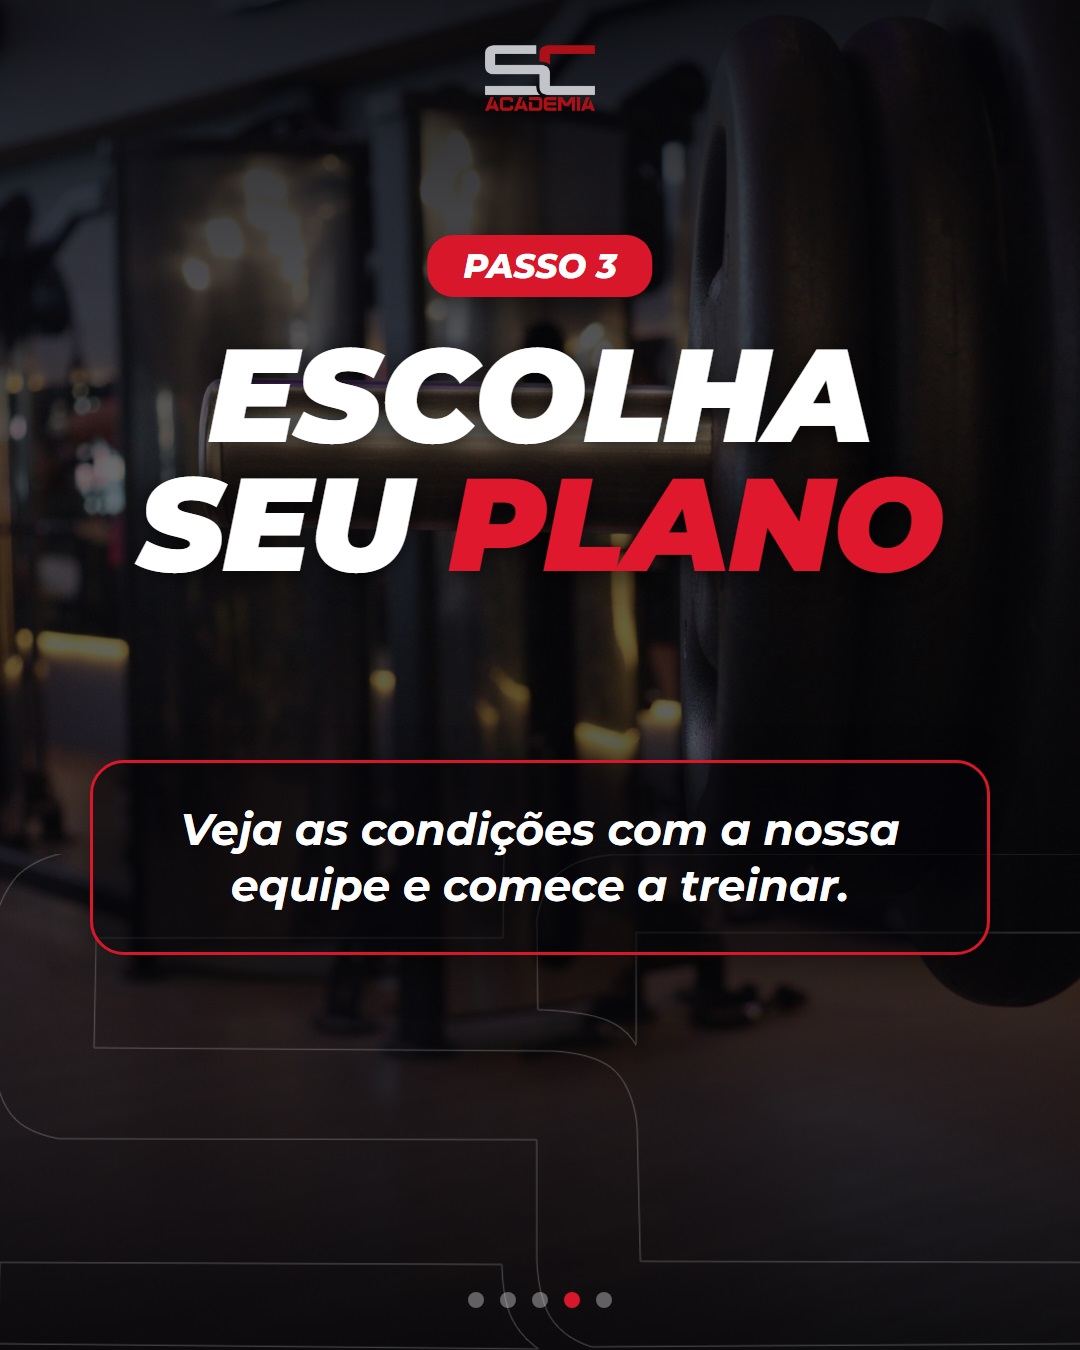 SC
ACADEMIA
PASSO 3
ESCOLHA
SEU PLANO
Veja as condições com a nossa
equipe e comece a treinar.